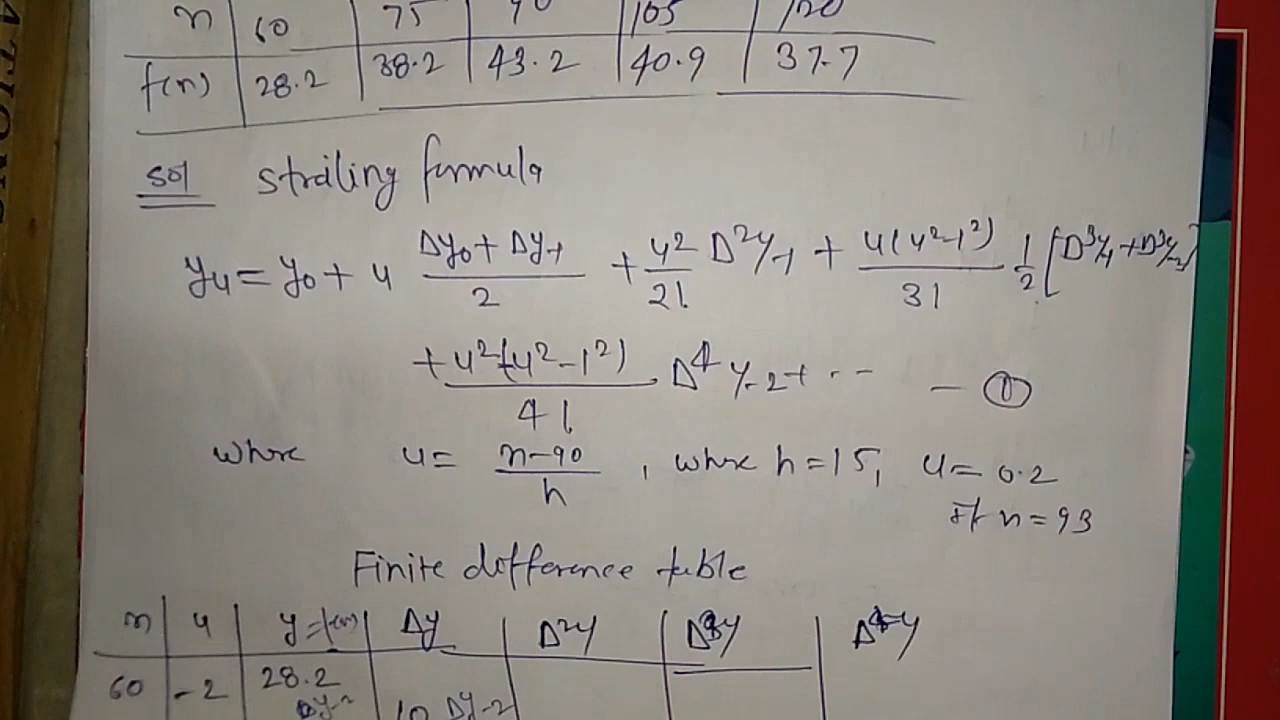 x 60 75 90 105 120
f(x) 28.2 38.2 43.2 40.9 37.7
Sol Striling formula
yu = y0 + u (Δy0 + Δy-1)/2 + u²/2! Δ²y-1 + u(u²-1²)/3! 1/2 [Δ³y-1 + Δ³y-2]
+ u²(u²-1²)/4! Δ⁴y-2 + ·· — ①
where u = (x-90)/h , where h = 15, u = 0.2
if x = 93
Finite difference table
x u y = f(x) Δy Δ²y Δ³y Δ⁴y
60 -2 28.2
y-2 10 Δy-2